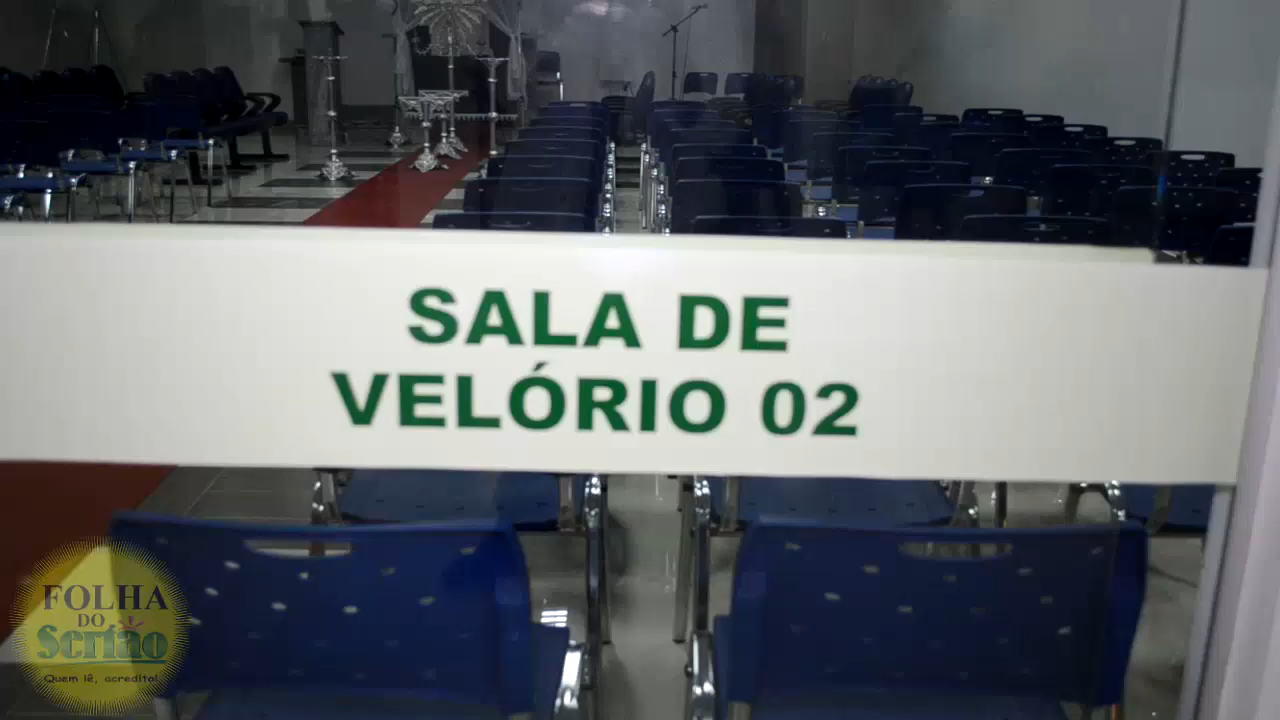 SALA DE
VELÓRIO 02
FOLHA
DO
Sertão
Quem lê, acredita!